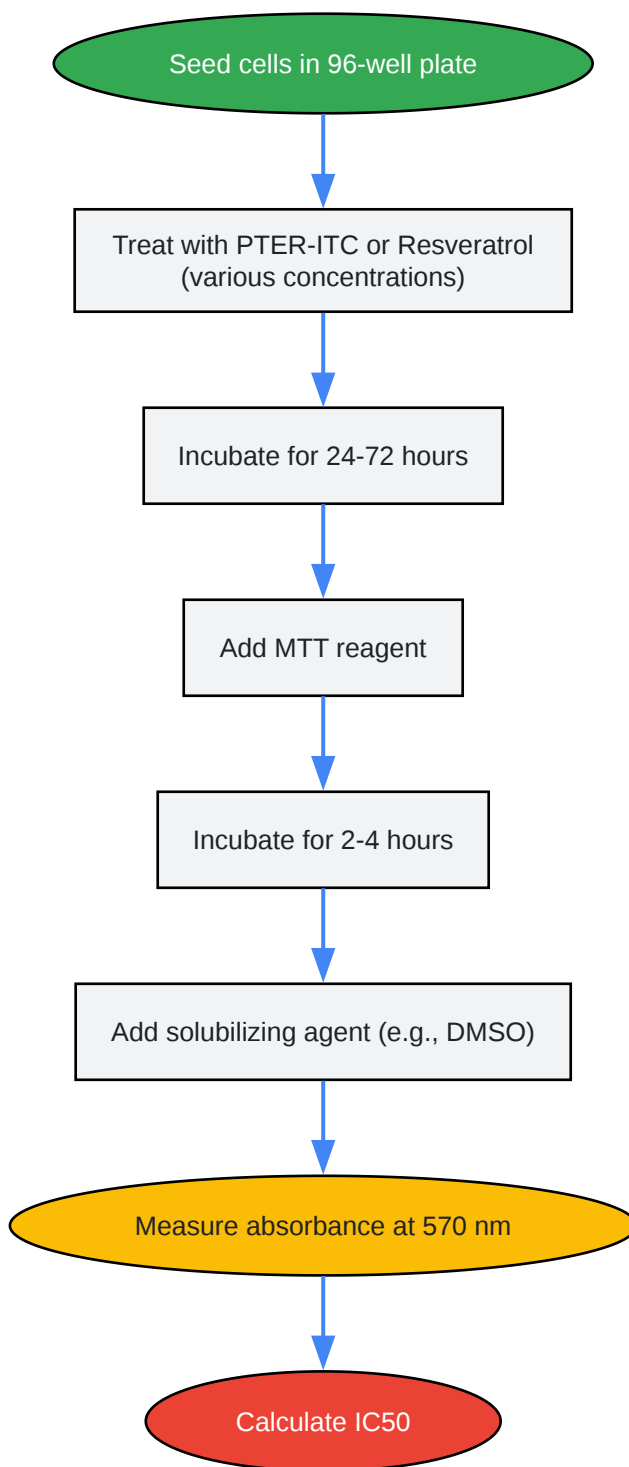 Seed cells in 96-well plate
Treat with PTER-ITC or Resveratrol
(various concentrations)
Incubate for 24-72 hours
Add MTT reagent
Incubate for 2-4 hours
Add solubilizing agent (e.g., DMSO)
Measure absorbance at 570 nm
Calculate IC50